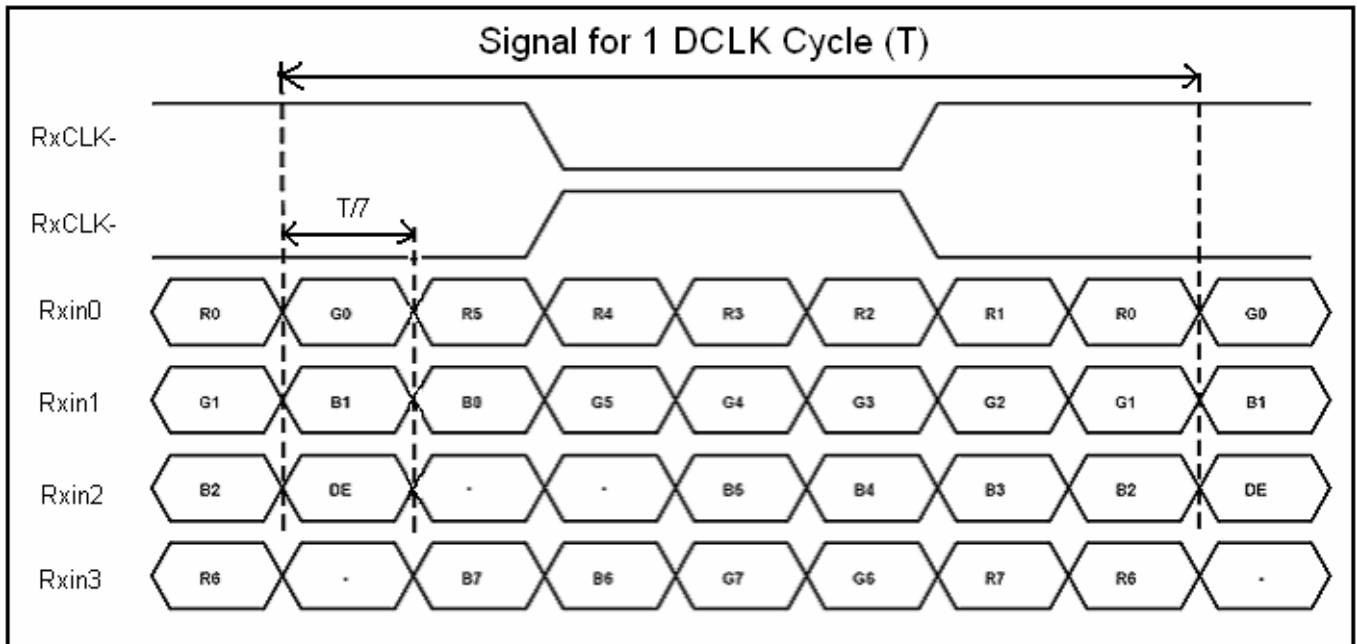 Signal for 1 DCLK Cycle (T)
RxCLK-
RxCLK-
T/7
Rxin0 R0 G0 R5 R4 R3 R2 R1 R0 G0
Rxin1 G1 B1 B0 G5 G4 G3 G2 G1 B1
Rxin2 B2 DE - - B5 B4 B3 B2 DE
Rxin3 R6 - B7 B6 G7 G6 R7 R6 -